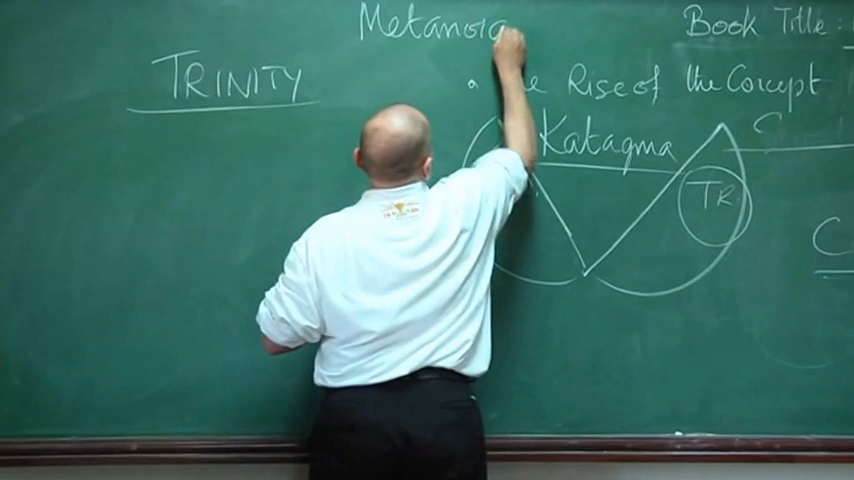 Metanoia
Book Title :
TRINITY
Rise of the Concept
Katagma
TR
C